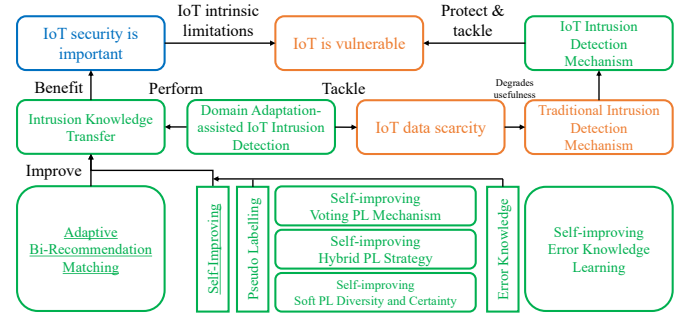 IoT security is
important
IoT intrinsic
limitations
IoT is vulnerable
Protect &
tackle
IoT Intrusion
Detection
Mechanism
Benefit
Perform
Tackle
Degrades
usefulness
Intrusion Knowledge
Transfer
Domain Adaptation-
assisted IoT Intrusion
Detection
IoT data scarcity
Traditional Intrusion
Detection
Mechanism
Improve
Adaptive
Bi-Recommendation
Matching
Self-Improving
Pseudo Labelling
Self-improving
Voting PL Mechanism
Self-improving
Hybrid PL Strategy
Self-improving
Soft PL Diversity and Certainty
Error Knowledge
Self-improving
Error Knowledge
Learning